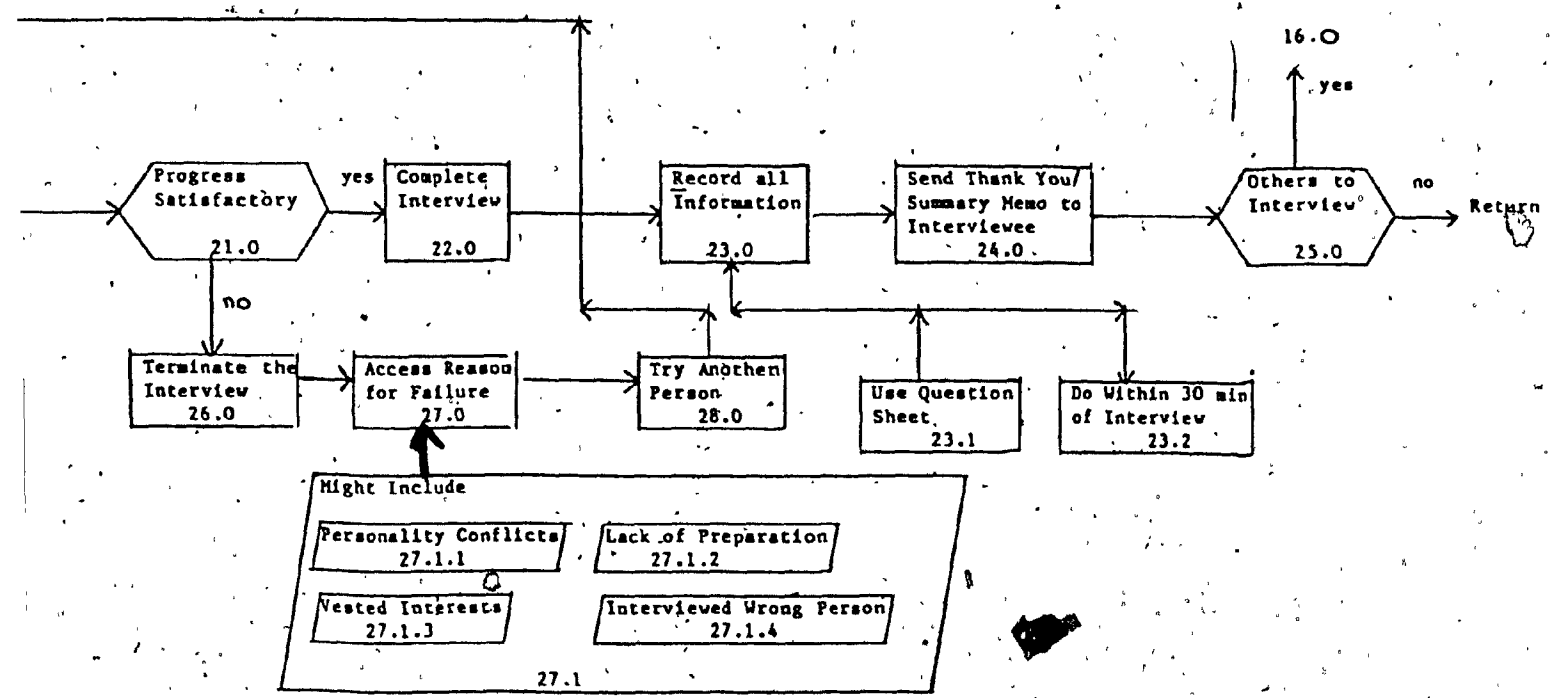 16.0
yes
Progress
Satisfactory
21.0
yes
Complete
Interview
22.0
Record all
Information
23.0
Send Thank You/
Summary Memo to
Interviewee
24.0
Others to
Interview
25.0
no
Return
no
Terminate the
Interview
26.0
Access Reason
for Failure
27.0
Try Another
Person
28.0
Use Question
Sheet
23.1
Do Within 30 min
of Interview
23.2
Might Include
Personality Conflicts
27.1.1
Lack of Preparation
27.1.2
Vested Interests
27.1.3
Interviewed Wrong Person
27.1.4
27.1